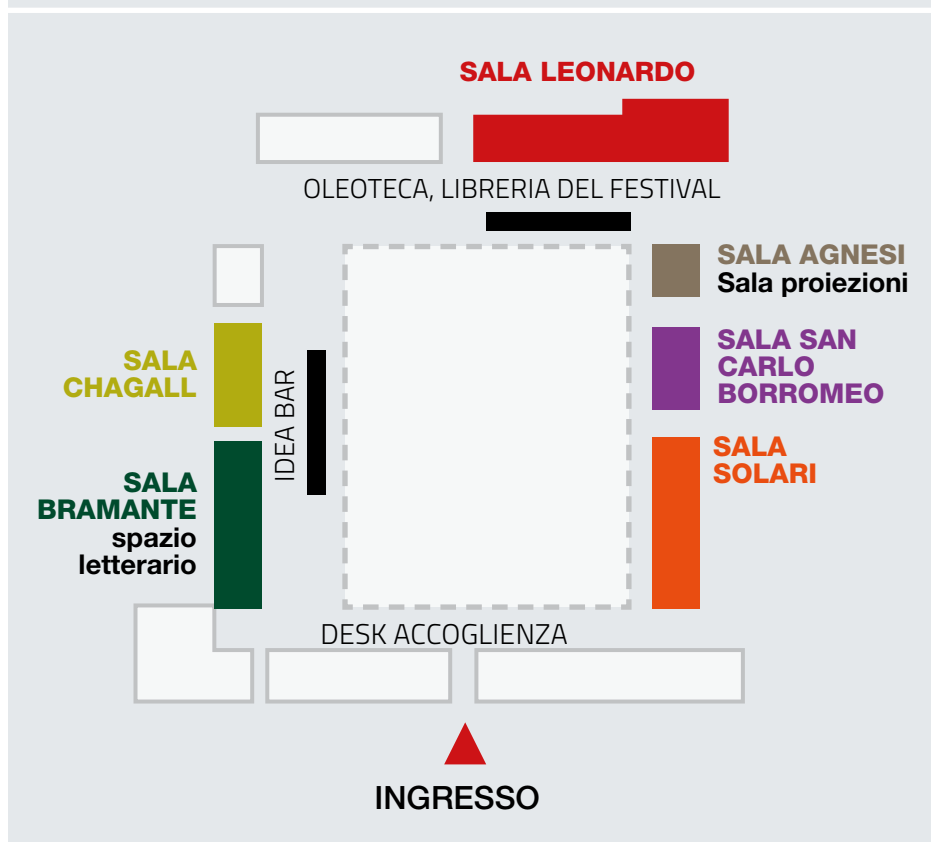 SALA LEONARDO
OLEOTECA, LIBRERIA DEL FESTIVAL
SALA AGNESI
Sala proiezioni
SALA
CHAGALL
IDEA BAR
SALA SAN
CARLO
BORROMEO
SALA
BRAMANTE
spazio
letterario
SALA
SOLARI
DESK ACCOGLIENZA
INGRESSO